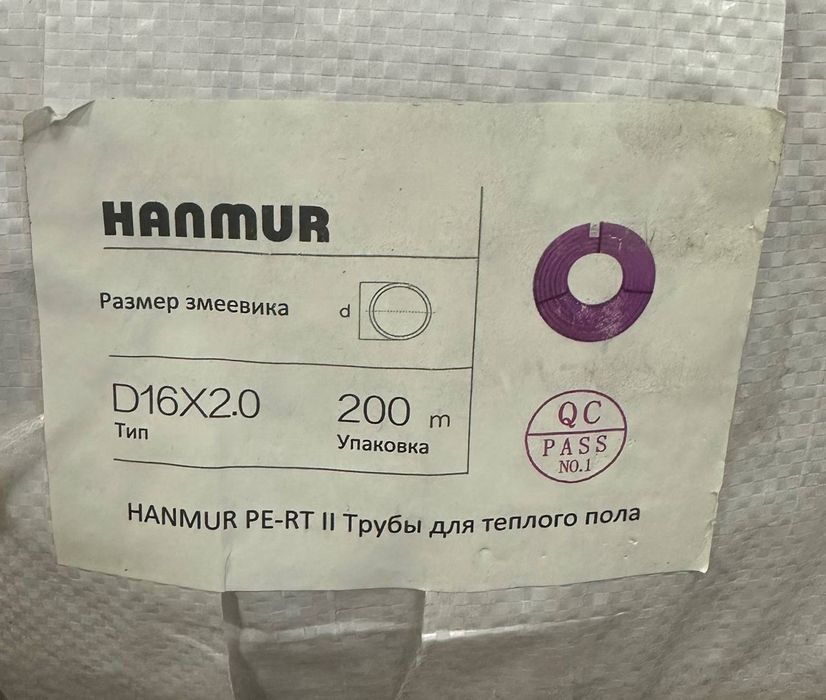 HANMUR
Размер змеевика d
D16X2.0 200 m
Тип Упаковка
QC
PASS
NO.1
HANMUR PE-RT II Трубы для теплого пола